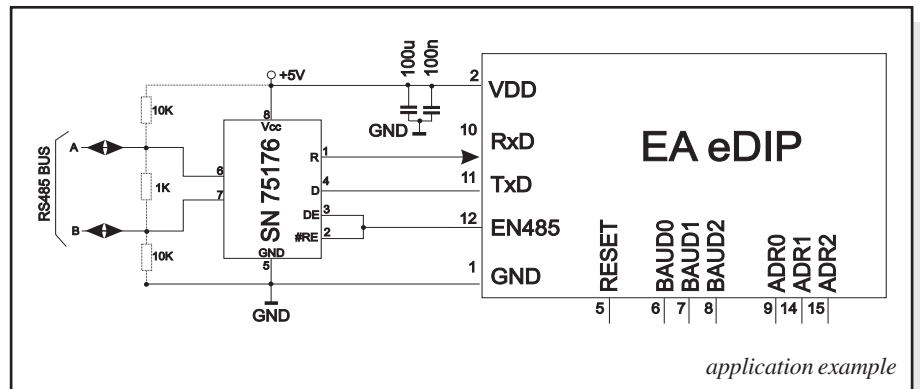 +5V
100u
100n
2
VDD
10K
8
Vcc
GND
10
RxD
EA eDIP
RS485 BUS
A
6
R
1
1K
SN 75176
11
TxD
7
D
4
B
DE
3
12
EN485
#RE
2
10K
GND
5
1
GND
RESET
BAUD0
BAUD1
BAUD2
ADR0
ADR1
ADR2
GND
5
6
7
8
9
14
15
application example